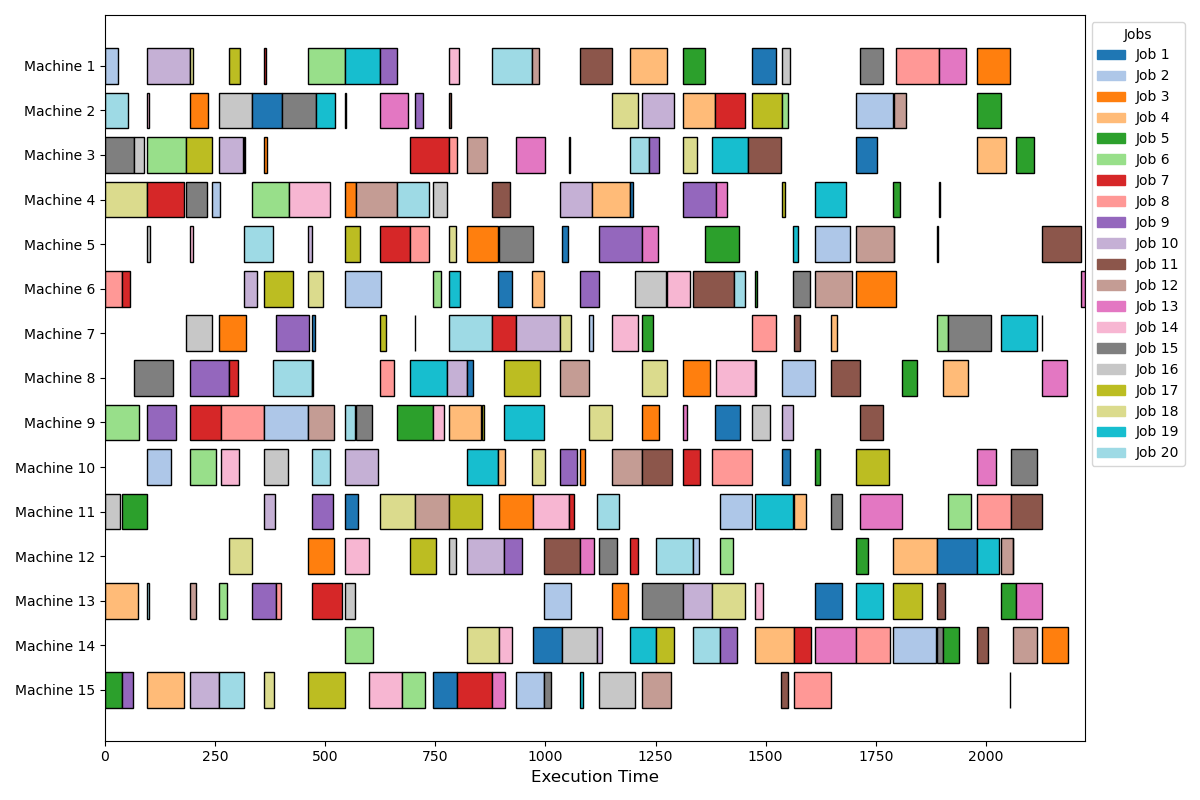 Machine 1
Machine 2
Machine 3
Machine 4
Machine 5
Machine 6
Machine 7
Machine 8
Machine 9
Machine 10
Machine 11
Machine 12
Machine 13
Machine 14
Machine 15
0 250 500 750 1000 1250 1500 1750 2000
Execution Time
Jobs
Job 1
Job 2
Job 3
Job 4
Job 5
Job 6
Job 7
Job 8
Job 9
Job 10
Job 11
Job 12
Job 13
Job 14
Job 15
Job 16
Job 17
Job 18
Job 19
Job 20